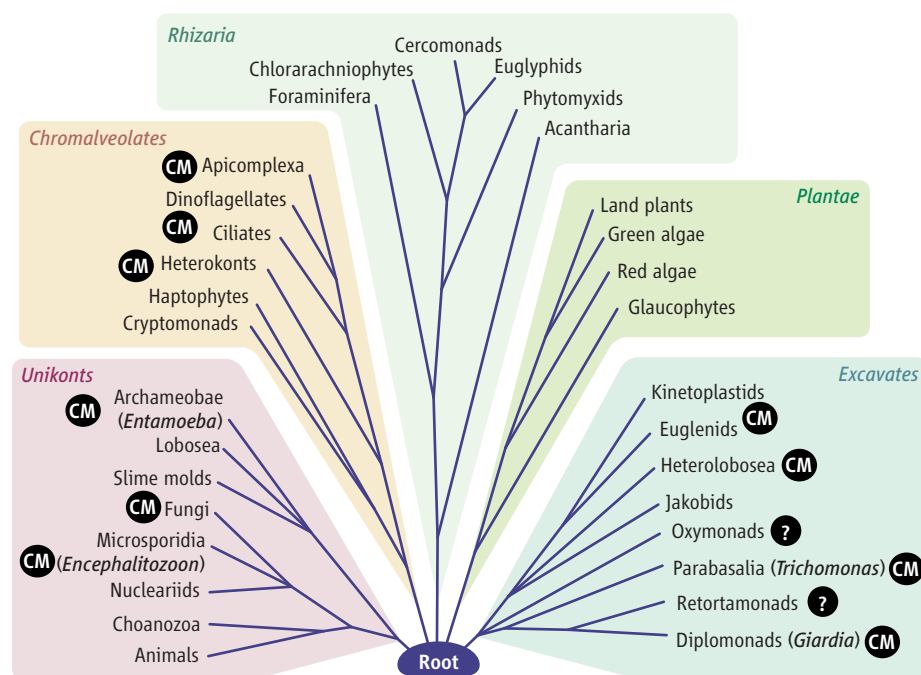 Rhizaria
Cercomonads
Chlorarachniophytes
Euglyphids
Foraminifera
Phytomyxids
Acantharia
Chromalveolates
CM Apicomplexa
Dinoflagellates
CM Ciliates
CM Heterokonts
Haptophytes
Cryptomonads
Plantae
Land plants
Green algae
Red algae
Glaucophytes
Unikonts
CM Archameobae
(Entamoeba)
Lobosea
Slime molds
CM Fungi
Microsporidia
CM (Encephalitozoon)
Nucleariids
Choanozoa
Animals
Excavates
Kinetoplastids
Euglenids CM
Heterolobosea CM
Jakobids
Oxymonads ?
Parabasalia (Trichomonas) CM
Retortamonads ?
Diplomonads (Giardia) CM
Root